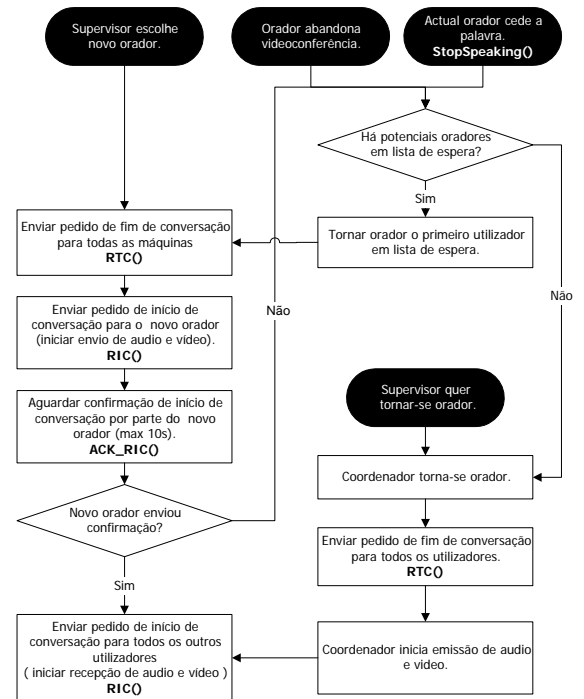 Supervisor escolhe
novo orador.
Orador abandona
videoconferência.
Actual orador cede a
palavra.
StopSpeaking()
Há potenciais oradores
em lista de espera?
Sim
Enviar pedido de fim de conversação
para todas as máquinas
RTC()
Tornar orador o primeiro utilizador
em lista de espera.
Não
Não
Enviar pedido de início de
conversação para o novo orador
(iniciar envio de audio e vídeo).
RIC()
Aguardar confirmação de início de
conversação por parte do novo
orador (max 10s).
ACK_RIC()
Supervisor quer
tornar-se orador.
Coordenador torna-se orador.
Novo orador enviou
confirmação?
Enviar pedido de fim de conversação
para todos os utilizadores.
RTC()
Sim
Enviar pedido de início de
conversação para todos os outros
utilizadores
( iniciar recepção de audio e vídeo )
RIC()
Coordenador inicia emissão de audio
e video.